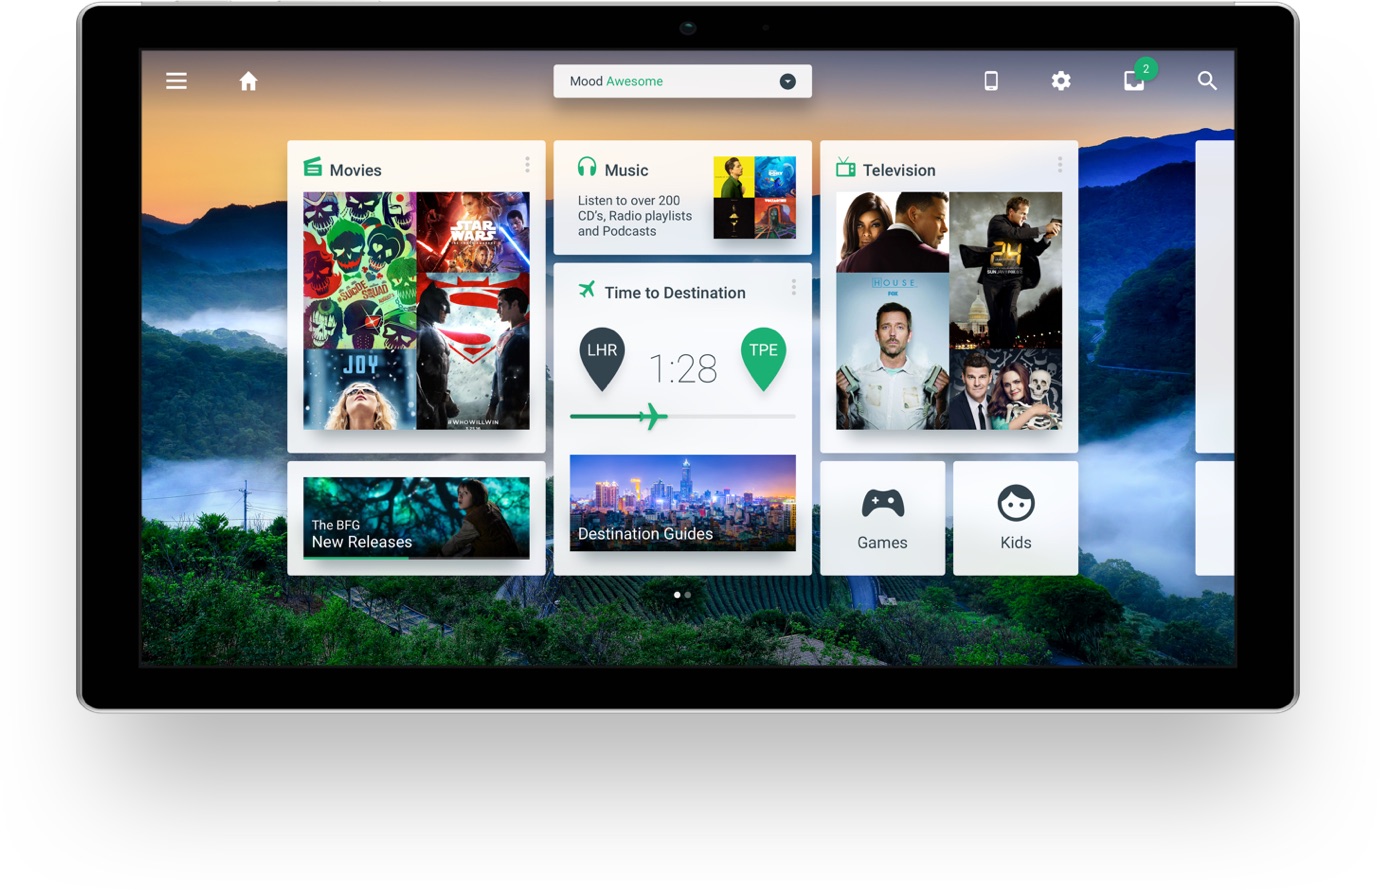 Mood Awesome
2
Movies
SUICIDE
SQUAD
STAR
WARS
JOY
#WHOWILLWIN
The BFG
New Releases
Music
Listen to over 200
CD's, Radio playlists
and Podcasts
Time to Destination
LHR
1:28
TPE
Destination Guides
Television
24
HOUSE
FOX
Games
Kids